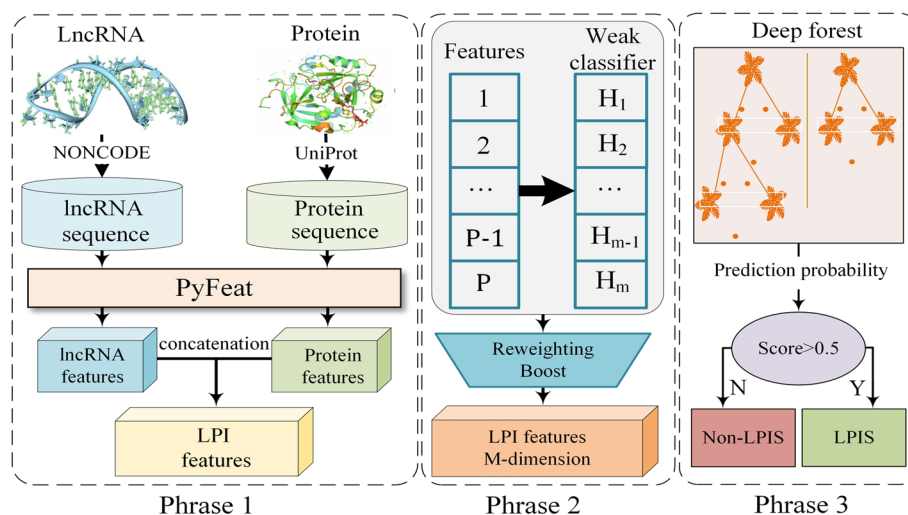 LncRNA
Protein
NONCODE
UniProt
lncRNA
sequence
Protein
sequence
PyFeat
lncRNA
features
concatenation
Protein
features
LPI
features
Phrase 1
Features
Weak
classifier
1
H1
2
H2
...
...
P-1
Hm-1
P
Hm
Reweighting
Boost
LPI features
M-dimension
Phrase 2
Deep forest
Prediction probability
Score>0.5
N
Y
Non-LPIS
LPIS
Phrase 3